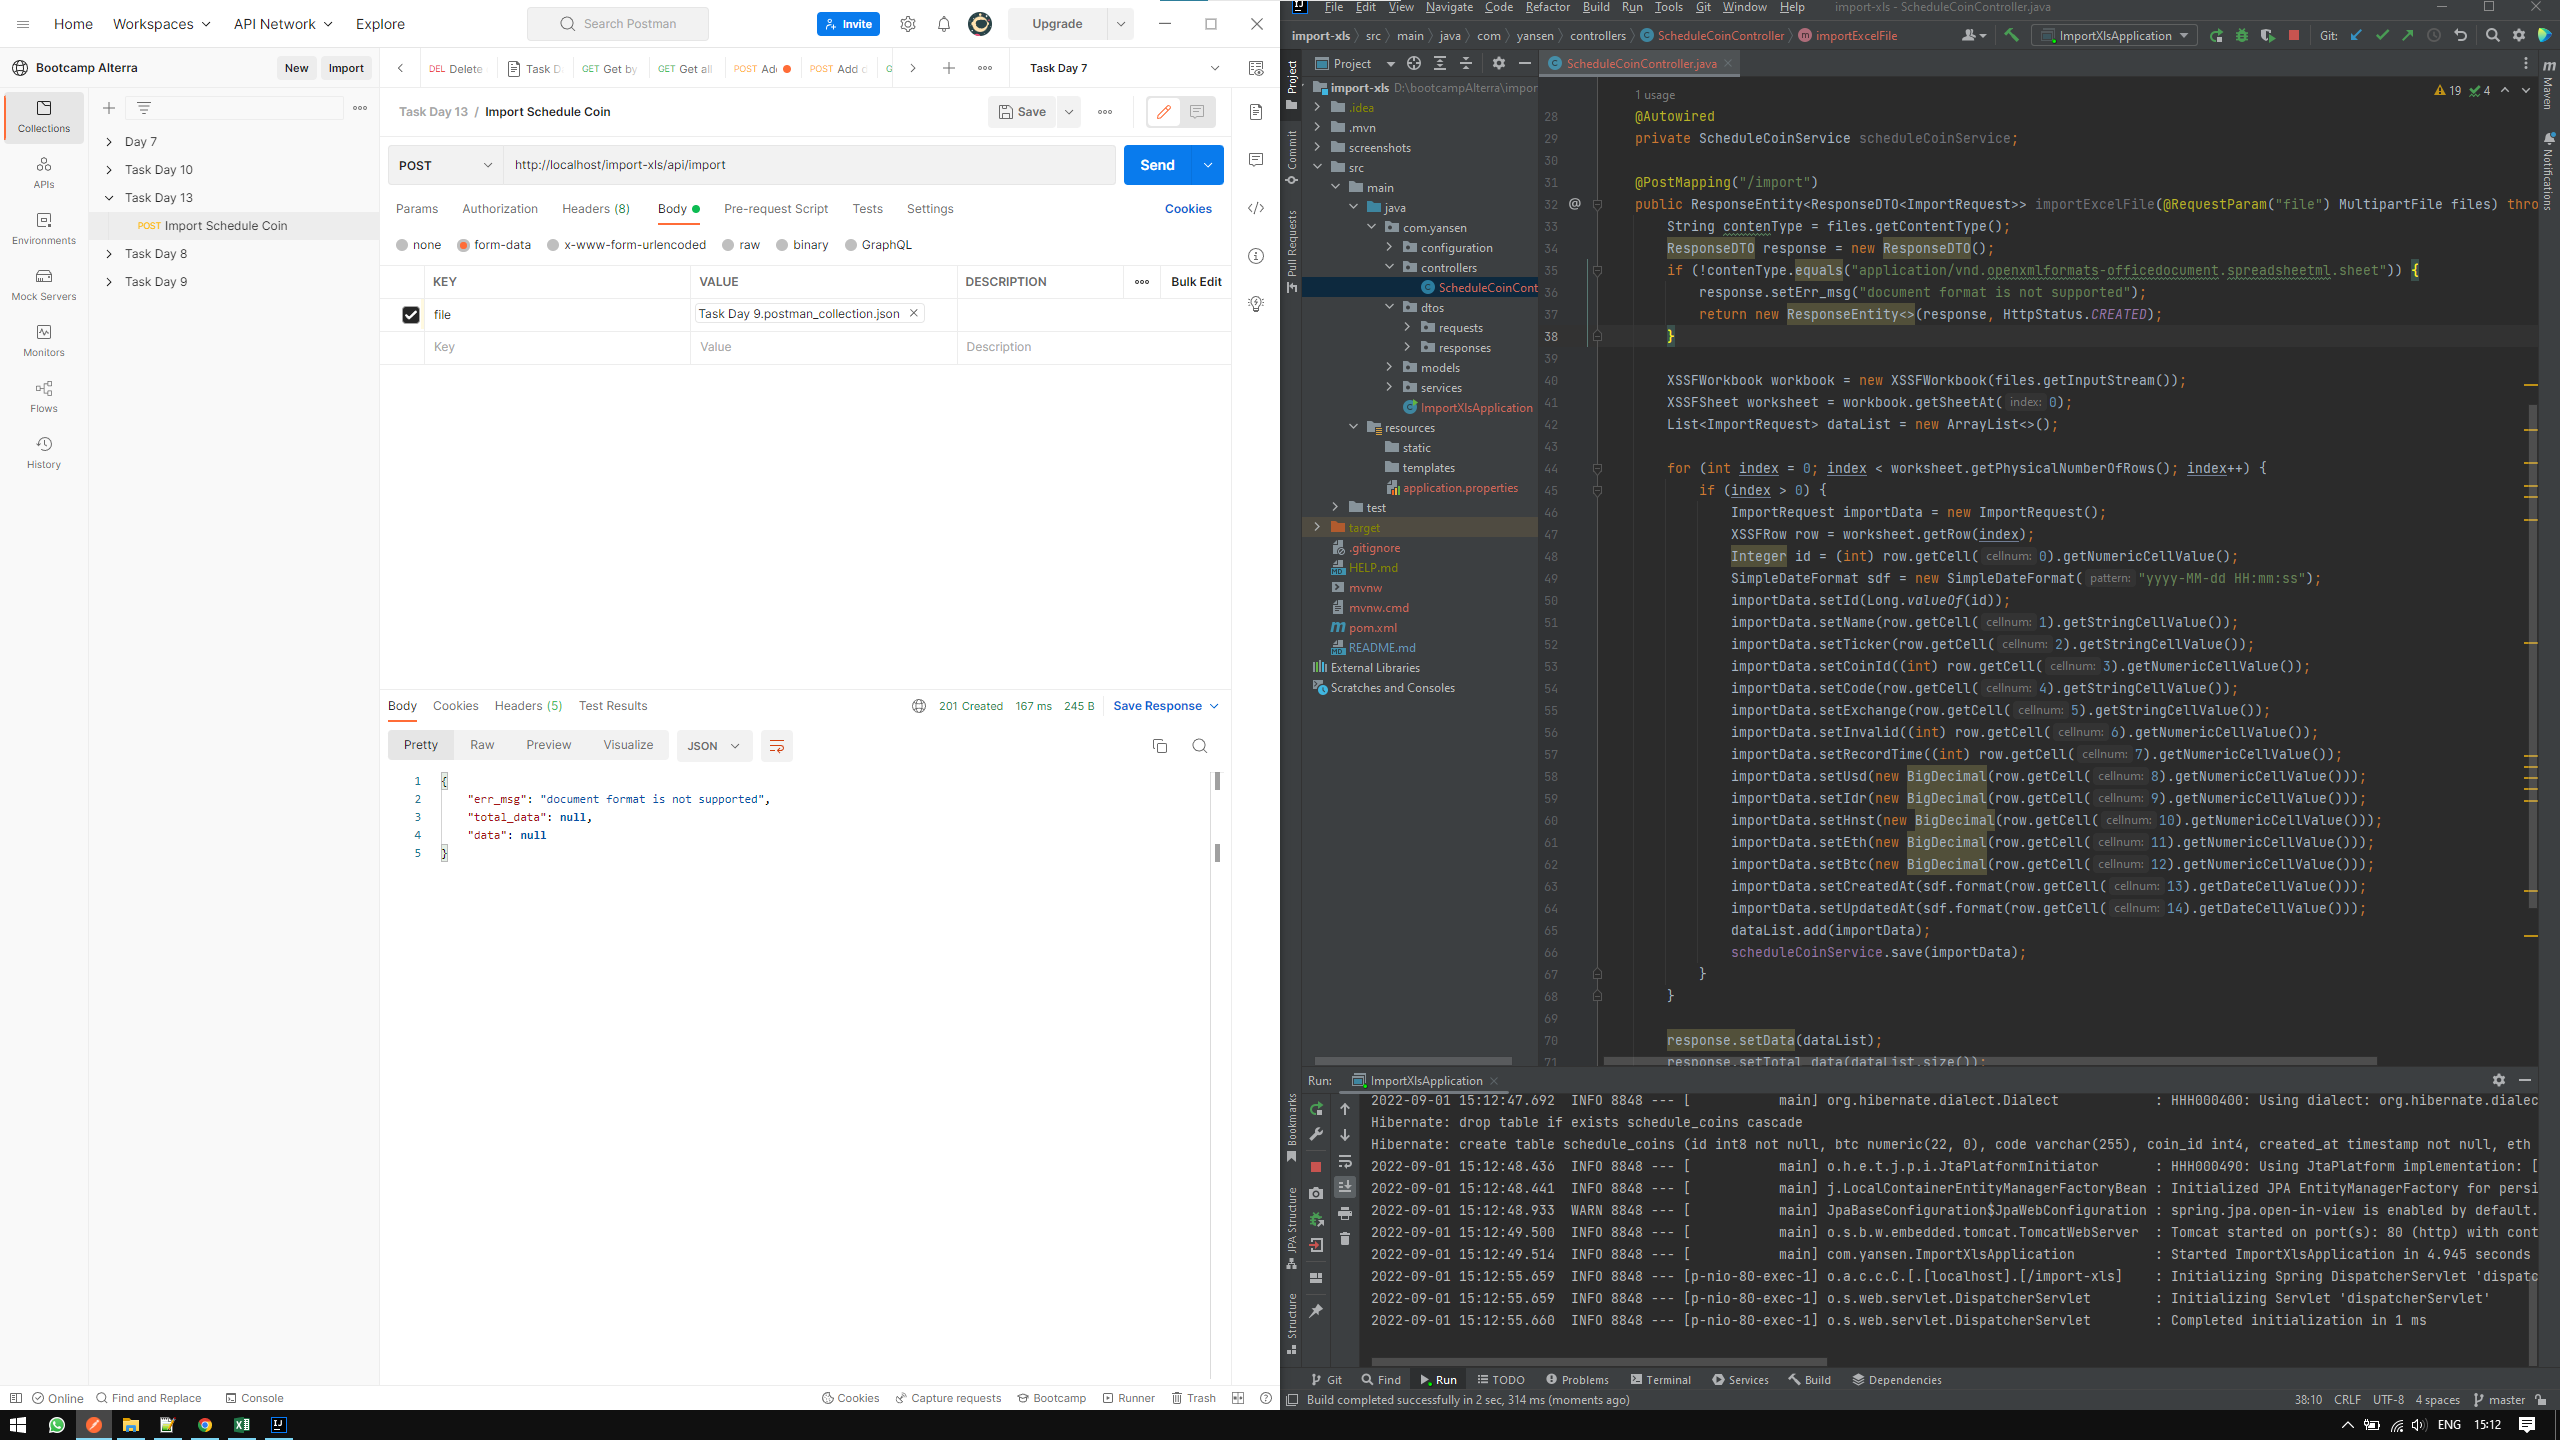 Home Workspaces API Network Explore
Search Postman
Invite
Upgrade
Bootcamp Alterra
New Import
DEL Delete
Task D
GET Get by
GET Get all
POST Add
POST Add c
Task Day 7
Collections
APIs
Environments
Mock Servers
Monitors
Flows
History
Day 7
Task Day 10
Task Day 13
POST Import Schedule Coin
Task Day 8
Task Day 9
Task Day 13 / Import Schedule Coin
Save
POST http://localhost/import-xls/api/import
Send
Params Authorization Headers (8) Body Pre-request Script Tests Settings Cookies
none form-data x-www-form-urlencoded raw binary GraphQL
KEY VALUE DESCRIPTION Bulk Edit
file Task Day 9.postman_collection.json
Key Value Description
Body Cookies Headers (5) Test Results 201 Created 167 ms 245 B Save Response
Pretty Raw Preview Visualize JSON
1 {
2 "err_msg": "document format is not supported",
3 "total_data": null,
4 "data": null
5 }
Online Find and Replace Console Cookies Capture requests Bootcamp Runner Trash
File Edit View Navigate Code Refactor Build Run Tools Git Window Help import-xls - ScheduleCoinController.java
import-xls src main java com yansen controllers ScheduleCoinController importExcelFile
ImportXlsApplication Git:
Project
ScheduleCoinController.java
import-xls D:\bootcampAlterra\impor
.idea
.mvn
screenshots
src
main
java
com.yansen
configuration
controllers
ScheduleCoinCont
dtos
requests
responses
models
services
ImportXlsApplication
resources
static
templates
application.properties
test
target
.gitignore
HELP.md
mvnw
mvnw.cmd
pom.xml
README.md
External Libraries
Scratches and Consoles
Project
Commit
Pull Requests
Bookmarks
JPA Structure
Structure
Maven
Notifications
1 usage
19 4
28 @Autowired
29 private ScheduleCoinService scheduleCoinService;
30
31 @PostMapping("/import")
32 public ResponseEntity<ResponseDTO<ImportRequest>> importExcelFile(@RequestParam("file") MultipartFile files) thro
33 String contenType = files.getContentType();
34 ResponseDTO response = new ResponseDTO();
35 if (!contenType.equals("application/vnd.openxmlformats-officedocument.spreadsheetml.sheet")) {
36 response.setErr_msg("document format is not supported");
37 return new ResponseEntity<>(response, HttpStatus.CREATED);
38 }
39
40 XSSFWorkbook workbook = new XSSFWorkbook(files.getInputStream());
41 XSSFSheet worksheet = workbook.getSheetAt( index: 0);
42 List<ImportRequest> dataList = new ArrayList<>();
43
44 for (int index = 0; index < worksheet.getPhysicalNumberOfRows(); index++) {
45 if (index > 0) {
46 ImportRequest importData = new ImportRequest();
47 XSSFRow row = worksheet.getRow(index);
48 Integer id = (int) row.getCell( cellnum: 0).getNumericCellValue();
49 SimpleDateFormat sdf = new SimpleDateFormat( pattern: "yyyy-MM-dd HH:mm:ss");
50 importData.setId(Long.valueOf(id));
51 importData.setName(row.getCell( cellnum: 1).getStringCellValue());
52 importData.setTicker(row.getCell( cellnum: 2).getStringCellValue());
53 importData.setCoinId((int) row.getCell( cellnum: 3).getNumericCellValue());
54 importData.setCode(row.getCell( cellnum: 4).getStringCellValue());
55 importData.setExchange(row.getCell( cellnum: 5).getStringCellValue());
56 importData.setInvalid((int) row.getCell( cellnum: 6).getNumericCellValue());
57 importData.setRecordTime((int) row.getCell( cellnum: 7).getNumericCellValue());
58 importData.setUsd(new BigDecimal(row.getCell( cellnum: 8).getNumericCellValue()));
59 importData.setIdr(new BigDecimal(row.getCell( cellnum: 9).getNumericCellValue()));
60 importData.setHnst(new BigDecimal(row.getCell( cellnum: 10).getNumericCellValue()));
61 importData.setEth(new BigDecimal(row.getCell( cellnum: 11).getNumericCellValue()));
62 importData.setBtc(new BigDecimal(row.getCell( cellnum: 12).getNumericCellValue()));
63 importData.setCreatedAt(sdf.format(row.getCell( cellnum: 13).getDateCellValue()));
64 importData.setUpdatedAt(sdf.format(row.getCell( cellnum: 14).getDateCellValue()));
65 dataList.add(importData);
66 scheduleCoinService.save(importData);
67 }
68 }
69
70 response.setData(dataList);
71 response.setTotal_data(dataList.size());
Run: ImportXlsApplication
2022-09-01 15:12:47.692 INFO 8848 --- [ main] org.hibernate.dialect.Dialect : HHH000400: Using dialect: org.hibernate.dialec
Hibernate: drop table if exists schedule_coins cascade
Hibernate: create table schedule_coins (id int8 not null, btc numeric(22, 0), code varchar(255), coin_id int4, created_at timestamp not null, eth
2022-09-01 15:12:48.436 INFO 8848 --- [ main] o.h.e.t.j.p.i.JtaPlatformInitiator : HHH000490: Using JtaPlatform implementation: [
2022-09-01 15:12:48.441 INFO 8848 --- [ main] j.LocalContainerEntityManagerFactoryBean : Initialized JPA EntityManagerFactory for persi
2022-09-01 15:12:48.933 WARN 8848 --- [ main] JpaBaseConfiguration$JpaWebConfiguration : spring.jpa.open-in-view is enabled by default.
2022-09-01 15:12:49.500 INFO 8848 --- [ main] o.s.b.w.embedded.tomcat.TomcatWebServer : Tomcat started on port(s): 80 (http) with cont
2022-09-01 15:12:49.514 INFO 8848 --- [ main] com.yansen.ImportXlsApplication : Started ImportXlsApplication in 4.945 seconds
2022-09-01 15:12:55.659 INFO 8848 --- [p-nio-80-exec-1] o.a.c.c.C.[.[localhost].[/import-xls] : Initializing Spring DispatcherServlet 'dispatc
2022-09-01 15:12:55.659 INFO 8848 --- [p-nio-80-exec-1] o.s.web.servlet.DispatcherServlet : Initializing Servlet 'dispatcherServlet'
2022-09-01 15:12:55.660 INFO 8848 --- [p-nio-80-exec-1] o.s.web.servlet.DispatcherServlet : Completed initialization in 1 ms
Git Find Run TODO Problems Terminal Services Build Dependencies
Build completed successfully in 2 sec, 314 ms (moments ago) 38:10 CRLF UTF-8 4 spaces master
ENG 15:12